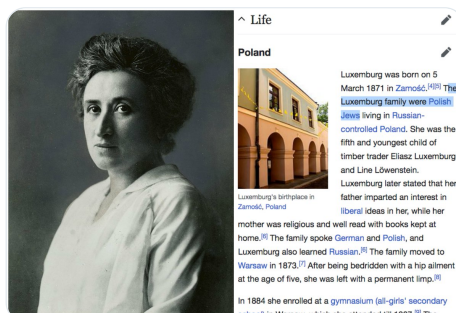 Life
Poland
Luxemburg was born on 5
March 1871 in Zamość.[4][5] The
Luxemburg family were Polish
Jews living in Russian-
controlled Poland. She was the
fifth and youngest child of
timber trader Eliasz Luxemburg
and Line Löwenstein.
Luxemburg later stated that her
father imparted an interest in
liberal ideas in her, while her
Luxemburg's birthplace in
Zamość, Poland
mother was religious and well read with books kept at
home.[6] The family spoke German and Polish, and
Luxemburg also learned Russian.[6] The family moved to
Warsaw in 1873.[7] After being bedridden with a hip ailment
at the age of five, she was left with a permanent limp.[8]
In 1884 she enrolled at a gymnasium (all-girls' secondary